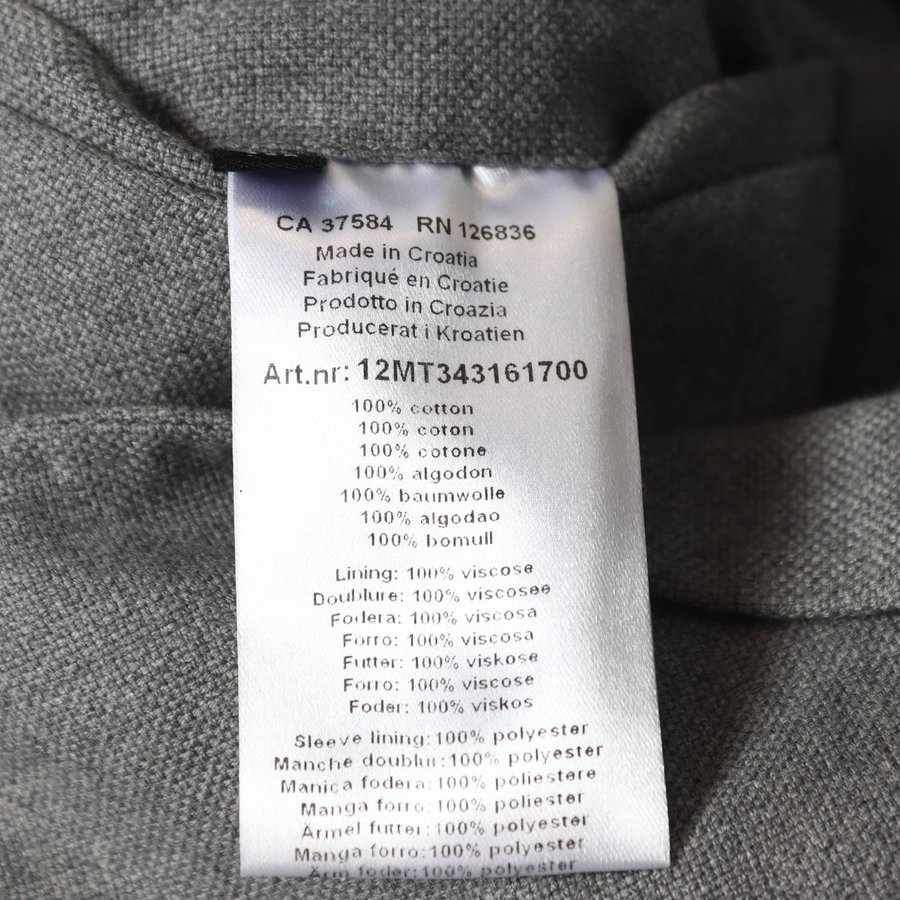 CA 37584 RN 126836
Made in Croatia
Fabriqué en Croatie
Prodotto in Croazia
Producerat i Kroatien
Art.nr: 12MT343161700
100% cotton
100% coton
100% cotone
100% algodon
100% baumwolle
100% algodao
100% bomull
Lining: 100% viscose
Doublure: 100% viscosee
Fodera: 100% viscosa
Forro: 100% viscosa
Futter: 100% viskose
Forro: 100% viscose
Foder: 100% viskos
Sleeve lining:100% polyester
Manche doublur:100% polyester
Manica fodera:100% poliestere
Manga forro:100% poliester
Ärmel futter:100% polyester
Manga forro:100% polyester
Ärm foder:100% polyester